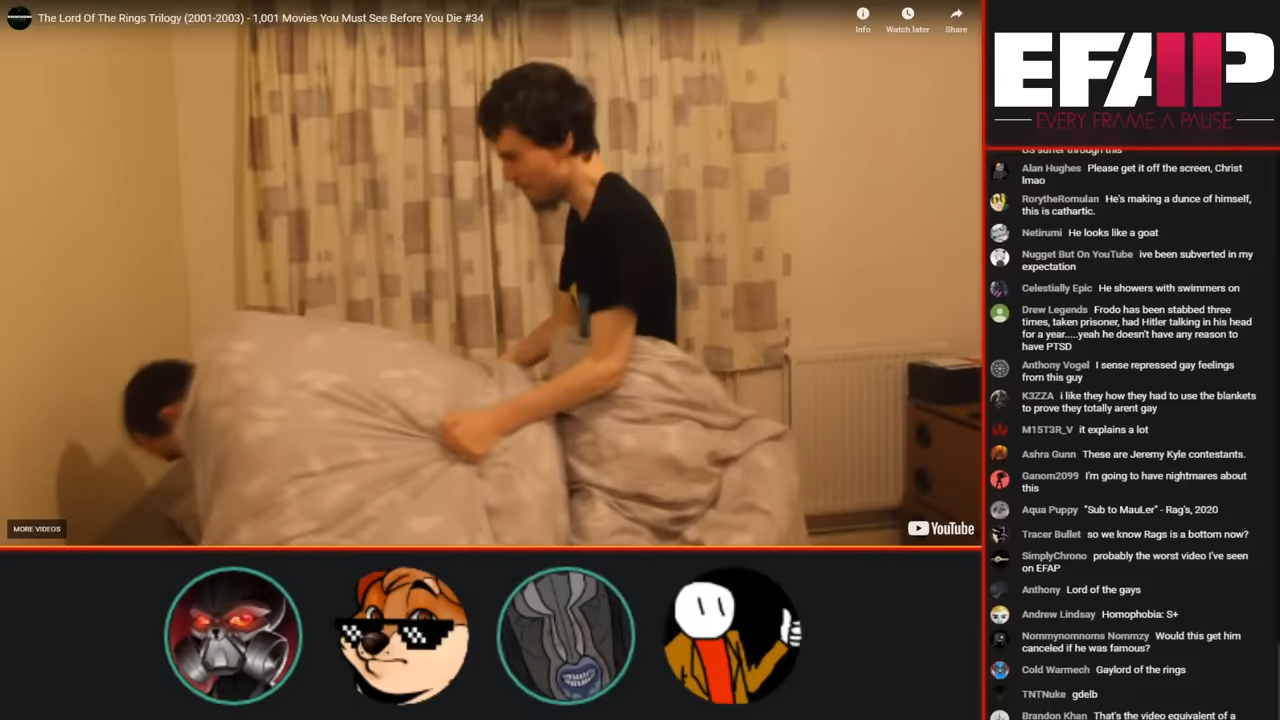 The Lord Of The Rings Trilogy (2001-2003) - 1,001 Movies You Must See Before You Die #34
Info
Watch later
Share
MORE VIDEOS
YouTube
EFAP
EVERY FRAME A PAUSE
US suffer through this
Alan Hughes Please get it off the screen, Christ
lmao
RorytheRomulan He's making a dunce of himself,
this is cathartic.
Netirumi He looks like a goat
Nugget But On YouTube ive been subverted in my
expectation
Celestially Epic He showers with swimmers on
Drew Legends Frodo has been stabbed three
times, taken prisoner, had Hitler talking in his head
for a year.....yeah he doesn't have any reason to
have PTSD
Anthony Vogel I sense repressed gay feelings
from this guy
K3ZZA i like they how they had to use the blankets
to prove they totally arent gay
M15T3R_V it explains a lot
Ashra Gunn These are Jeremy Kyle contestants.
Ganom2099 I'm going to have nightmares about
this
Aqua Puppy "Sub to MauLer" - Rag's, 2020
Tracer Bullet so we know Rags is a bottom now?
SimplyChrono probably the worst video I've seen
on EFAP
Anthony Lord of the gays
Andrew Lindsay Homophobia: S+
Nommynomnoms Nommzy Would this get him
canceled if he was famous?
Cold Warmech Gaylord of the rings
TNTNuke gdelb
Brandon Khan That's the video equivalent of a